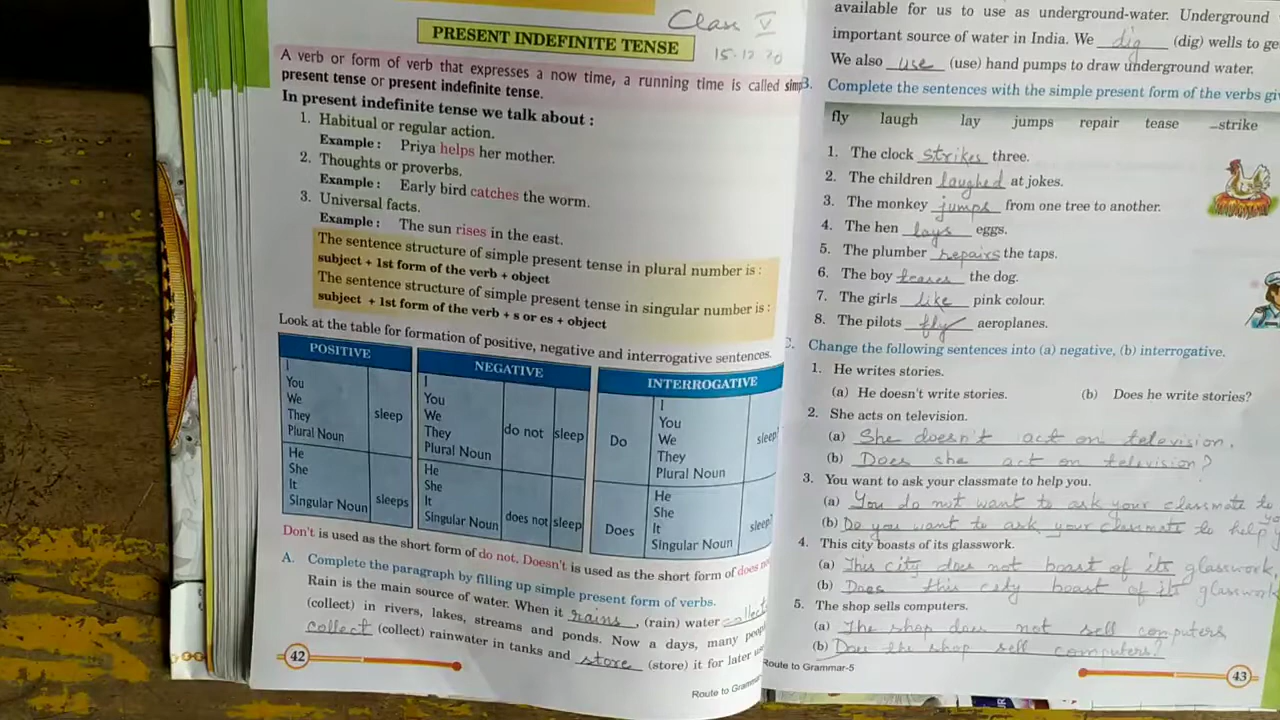 Class V
15.12.20
PRESENT INDEFINITE TENSE
A verb or form of verb that expresses a now time, a running time is called simp
present tense or present indefinite tense.
In present indefinite tense we talk about :
1. Habitual or regular action.
Example : Priya helps her mother.
2. Thoughts or proverbs.
Example : Early bird catches the worm.
3. Universal facts.
Example : The sun rises in the east.
The sentence structure of simple present tense in plural number is :
subject + 1st form of the verb + object
The sentence structure of simple present tense in singular number is :
subject + 1st form of the verb + s or es + object
Look at the table for formation of positive, negative and interrogative sentences.
POSITIVE
I
You
We
They
Plural Noun
sleep
He
She
It
Singular Noun
sleeps
NEGATIVE
I
You
We
They
Plural Noun
do not
sleep
He
She
It
Singular Noun
does not
sleep
INTERROGATIVE
Do
I
You
We
They
Plural Noun
sleep?
Does
He
She
It
Singular Noun
sleep?
Don't is used as the short form of do not. Doesn't is used as the short form of does no
A. Complete the paragraph by filling up simple present form of verbs.
Rain is the main source of water. When it rains (rain) water collect
(collect) in rivers, lakes, streams and ponds. Now a days, many people
collect (collect) rainwater in tanks and store (store) it for later use
42
Route to Grammar
available for us to use as underground-water. Underground
important source of water in India. We dig (dig) wells to ge
We also use (use) hand pumps to draw underground water.
B. Complete the sentences with the simple present form of the verbs gi
fly laugh lay jumps repair tease strike
1. The clock strikes three.
2. The children laughed at jokes.
3. The monkey jumps from one tree to another.
4. The hen lays eggs.
5. The plumber repairs the taps.
6. The boy teases the dog.
7. The girls like pink colour.
8. The pilots fly aeroplanes.
C. Change the following sentences into (a) negative, (b) interrogative.
1. He writes stories.
(a) He doesn't write stories. (b) Does he write stories?
2. She acts on television.
(a) She doesn't act on television.
(b) Does she act on television?
3. You want to ask your classmate to help you.
(a) You do not want to ask your classmate to
(b) Do you want to ask your classmate to help y
4. This city boasts of its glasswork.
(a) This city does not boast of its glasswork.
(b) Does this city boast of its glasswork
5. The shop sells computers.
(a) The shop does not sell computers
(b) Does the shop sell computers?
Route to Grammar-5
43